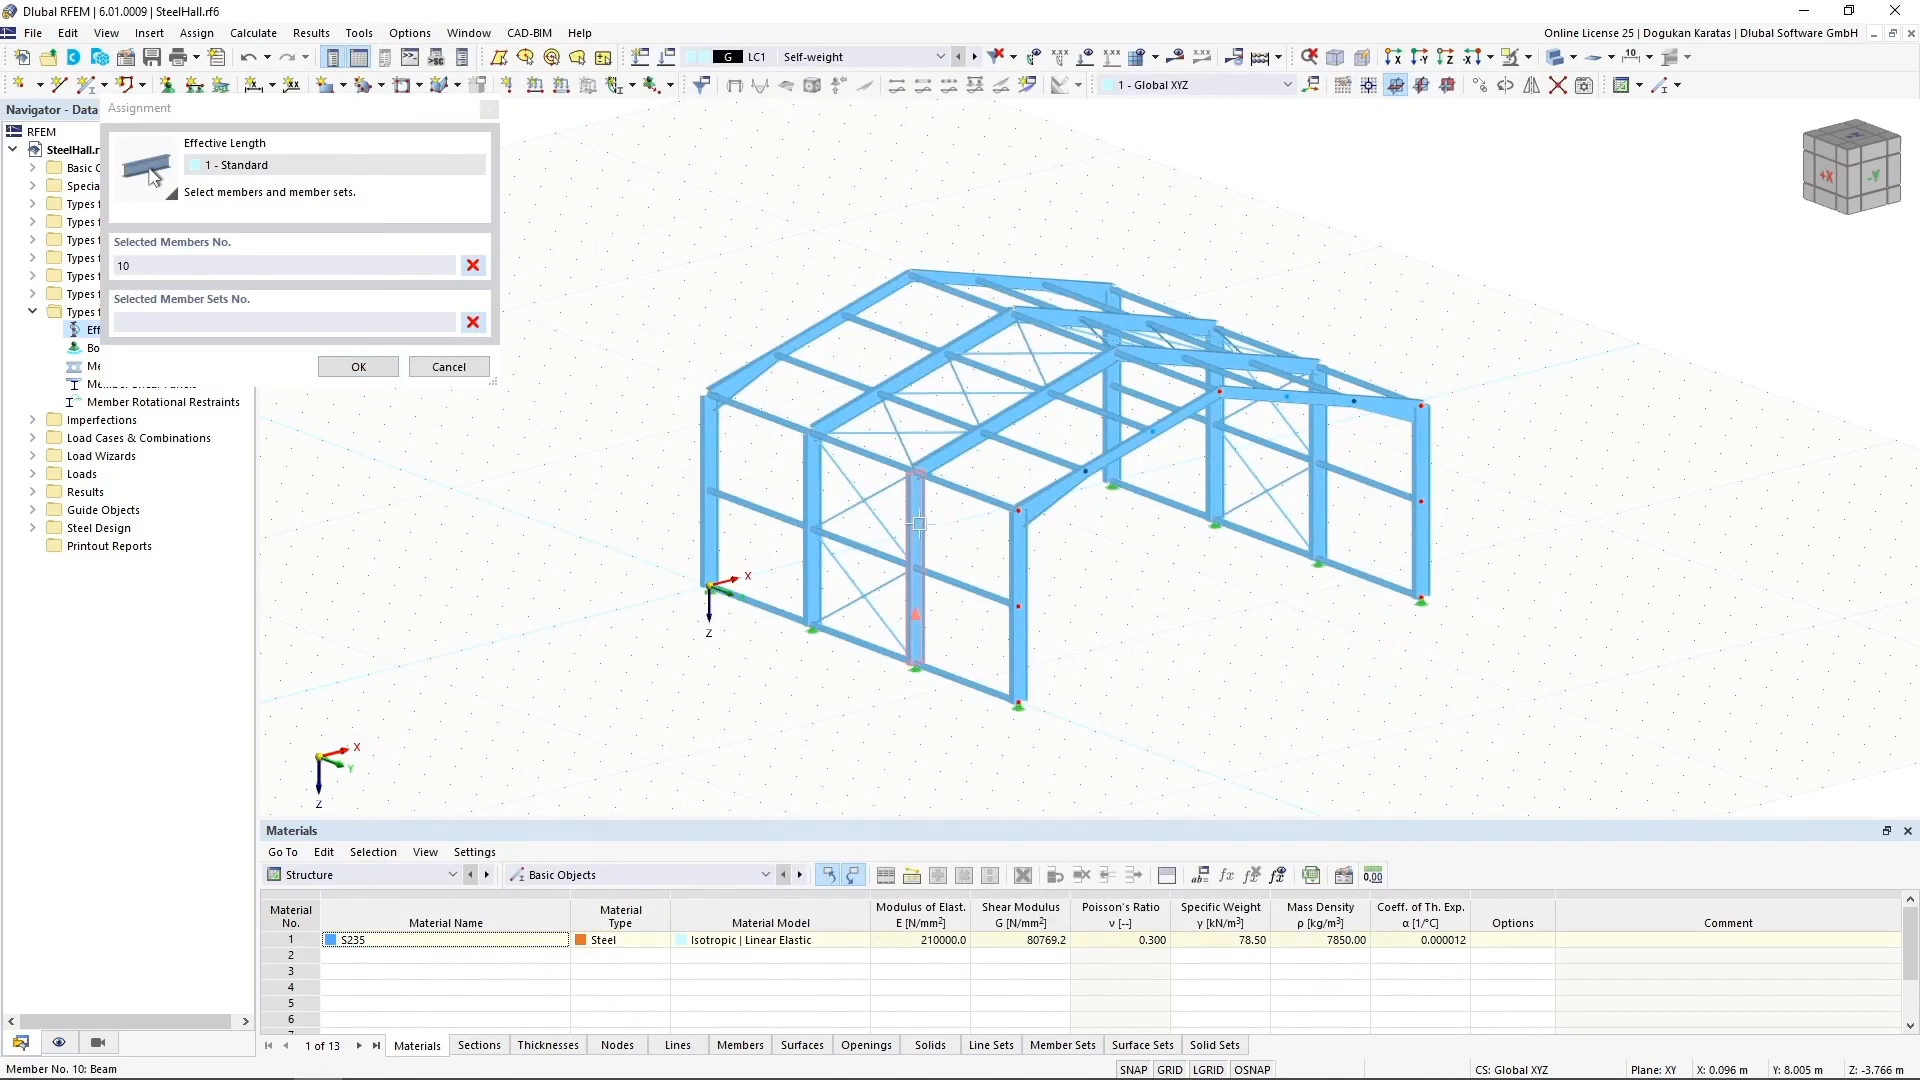 Dlubal RFEM | 6.01.0009 | SteelHall.rf6
File Edit View Insert Assign Calculate Results Tools Options Window CAD-BIM Help
Online License 25 | Dogukan Karatas | Dlubal Software GmbH
G LC1 Self-weight
1 - Global XYZ
Navigator - Data
Assignment
RFEM
SteelHall.r
Basic
Specia
Types f
Types f
Types f
Types f
Types f
Types f
Types f
Eff
Bo
Me
Member Rotational Restraints
Imperfections
Load Cases & Combinations
Load Wizards
Loads
Results
Guide Objects
Steel Design
Printout Reports
Effective Length
1 - Standard
Select members and member sets.
Selected Members No.
10
Selected Member Sets No.
OK Cancel
+X -Y
X
Z
X
Y
Z
Materials
Go To Edit Selection View Settings
Structure Basic Objects
Material No. Material Name Material Type Material Model Modulus of Elast. E [N/mm²] Shear Modulus G [N/mm²] Poisson's Ratio ν [--] Specific Weight γ [kN/m³] Mass Density ρ [kg/m³] Coeff. of Th. Exp. α [1/°C] Options Comment
1 S235 Steel Isotropic | Linear Elastic 210000.0 80769.2 0.300 78.50 7850.00 0.000012
2
3
4
5
6
1 of 13 Materials Sections Thicknesses Nodes Lines Members Surfaces Openings Solids Line Sets Member Sets Surface Sets Solid Sets
Member No. 10: Beam
SNAP GRID LGRID OSNAP CS: Global XYZ Plane: XY X: 0.096 m Y: 8.005 m Z: -3.766 m